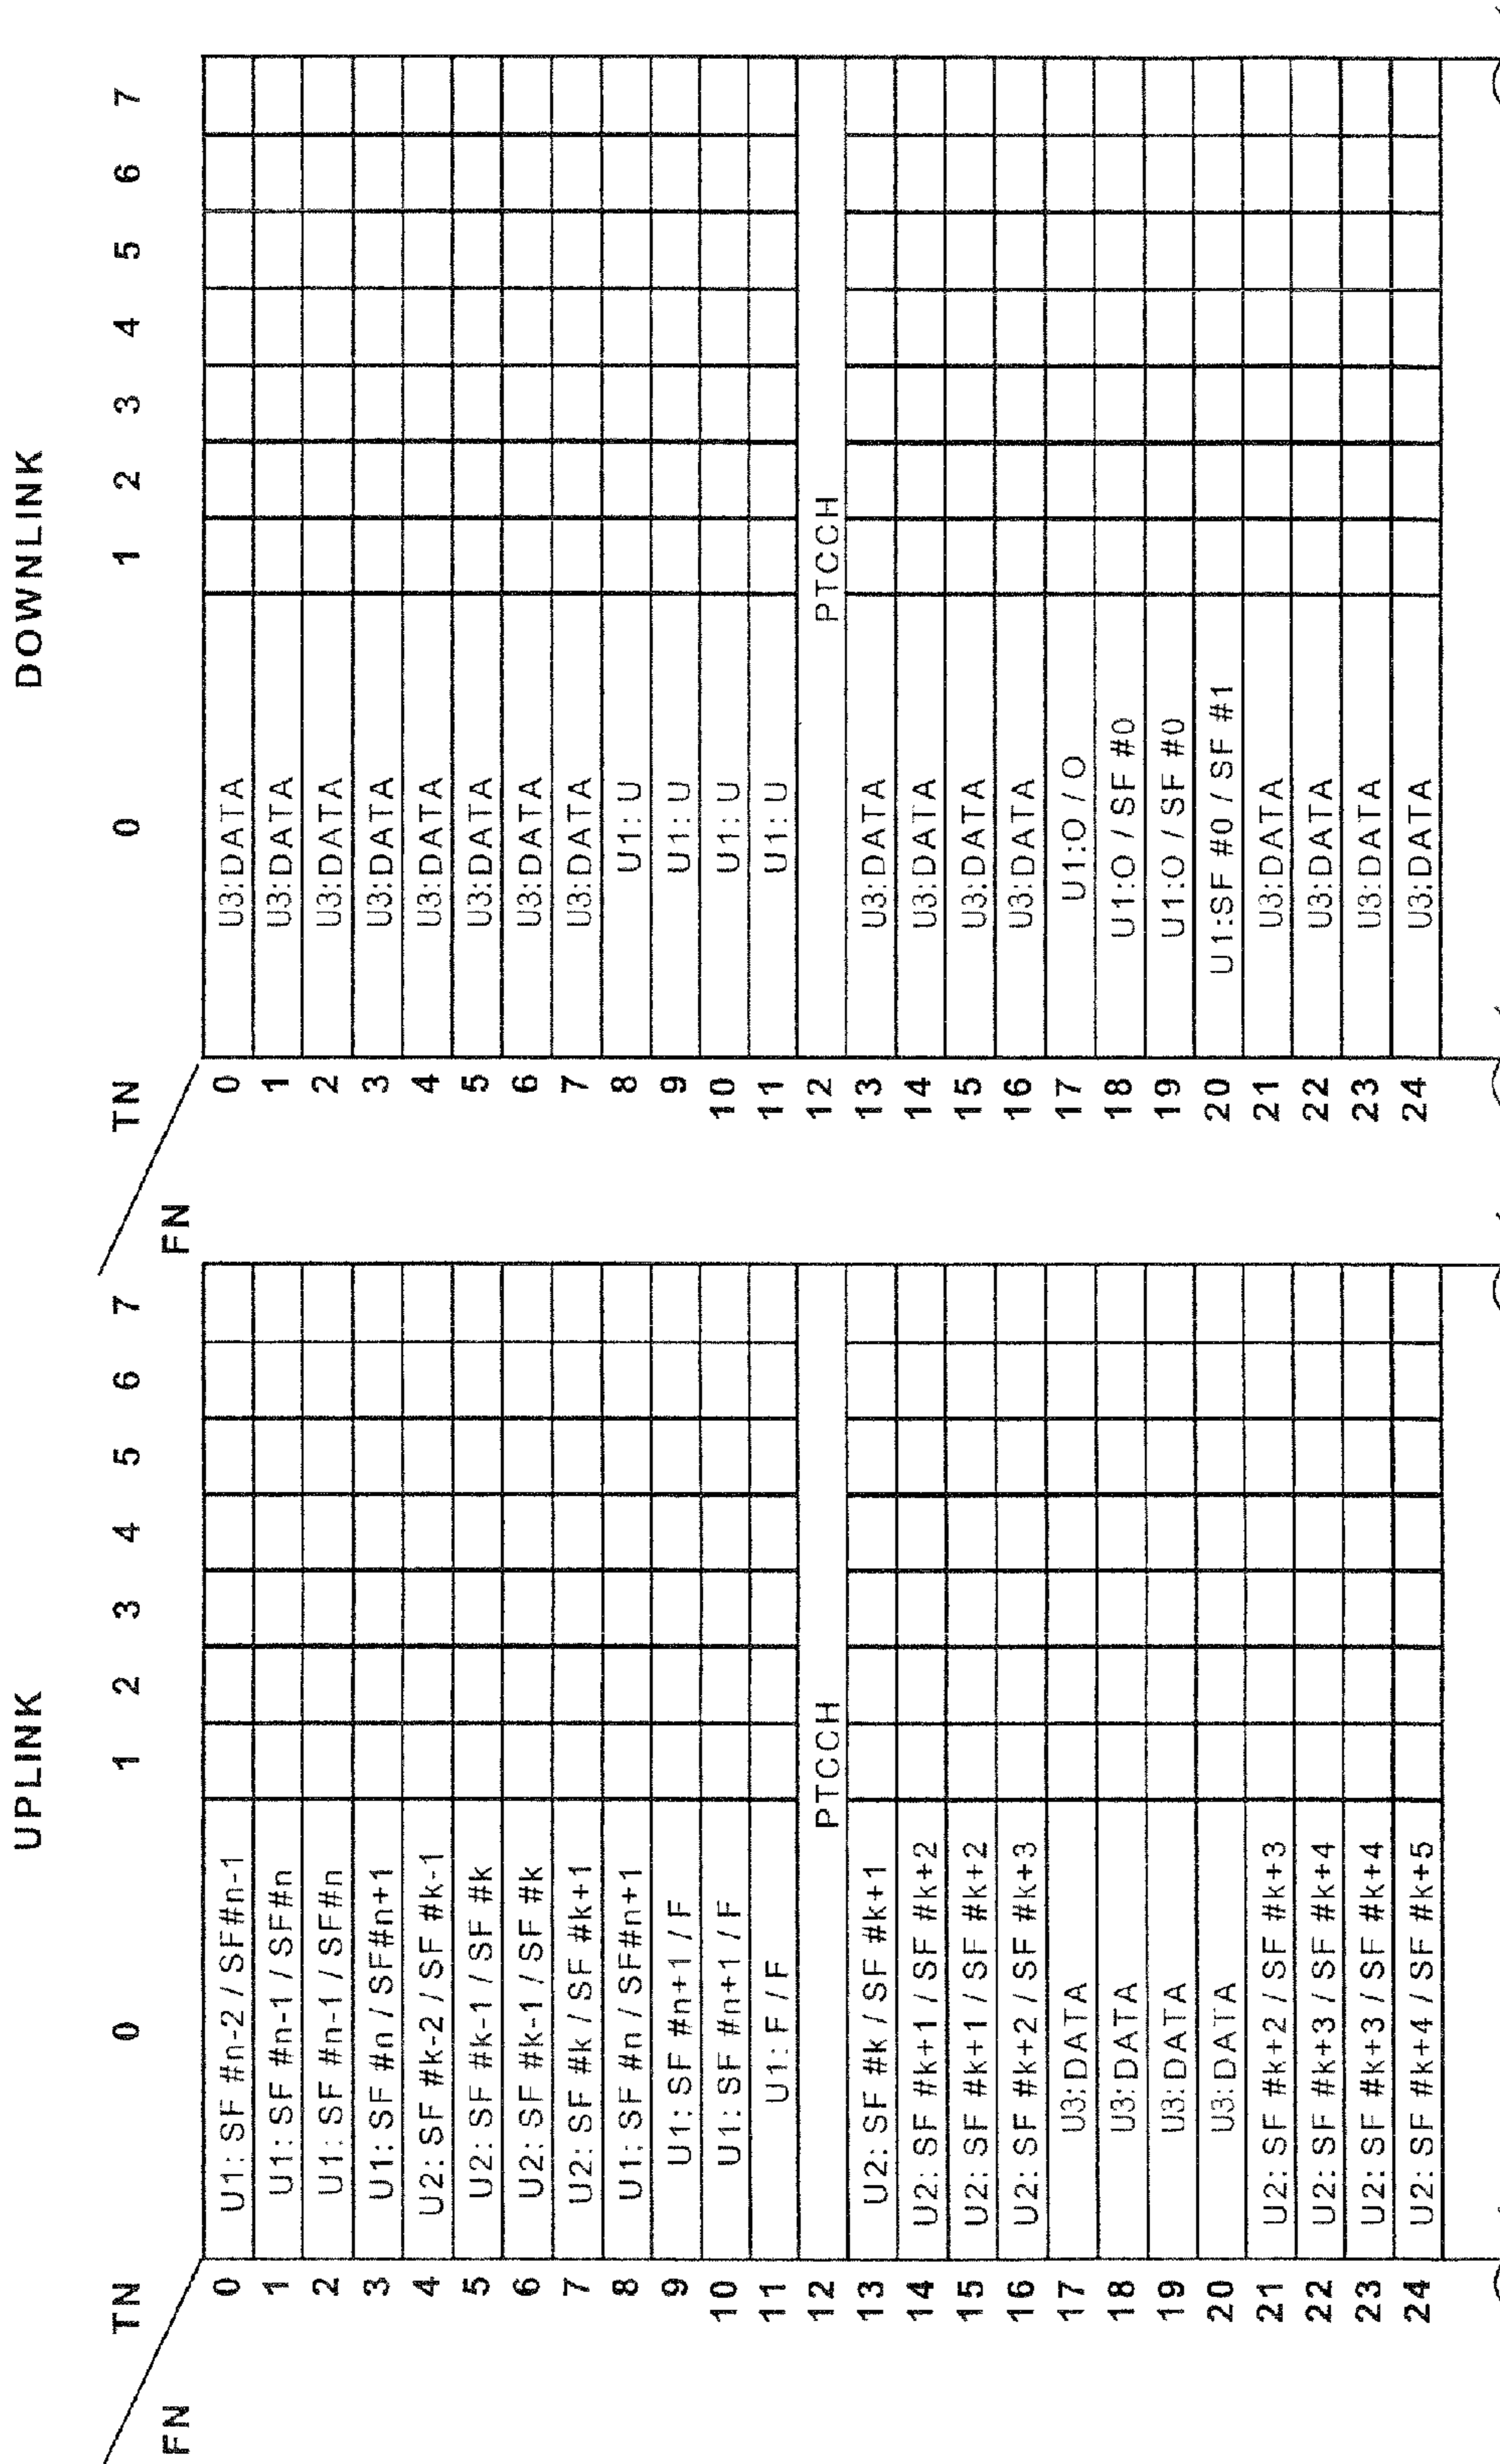 UPLINK
FN
TN 0 1 2 3 4 5 6 7
0 U1: SF #n-2 / SF#n-1
1 U1: SF #n-1 / SF#n
2 U1: SF #n-1 / SF#n
3 U1: SF #n / SF#n+1
4 U2: SF #k-2 / SF #k-1
5 U2: SF #k-1 / SF #k
6 U2: SF #k-1 / SF #k
7 U2: SF #k / SF #k+1
8 U1: SF #n / SF#n+1
9 U1: SF #n+1 / F
10 U1: SF #n+1 / F
11 U1: F / F
12 PTCCH
13 U2: SF #k / SF #k+1
14 U2: SF #k+1 / SF #k+2
15 U2: SF #k+1 / SF #k+2
16 U2: SF #k+2 / SF #k+3
17 U3:DATA
18 U3:DATA
19 U3:DATA
20 U3:DATA
21 U2: SF #k+2 / SF #k+3
22 U2: SF #k+3 / SF #k+4
23 U2: SF #k+3 / SF #k+4
24 U2: SF #k+4 / SF #k+5
DOWNLINK
FN
TN 0 1 2 3 4 5 6 7
0 U3:DATA
1 U3:DATA
2 U3:DATA
3 U3:DATA
4 U3:DATA
5 U3:DATA
6 U3:DATA
7 U3:DATA
8 U1: U
9 U1: U
10 U1: U
11 U1: U
12 PTCCH
13 U3:DATA
14 U3:DATA
15 U3:DATA
16 U3:DATA
17 U1:O / O
18 U1:O / SF #0
19 U1:O / SF #0
20 U1:SF #0 / SF #1
21 U3:DATA
22 U3:DATA
23 U3:DATA
24 U3:DATA